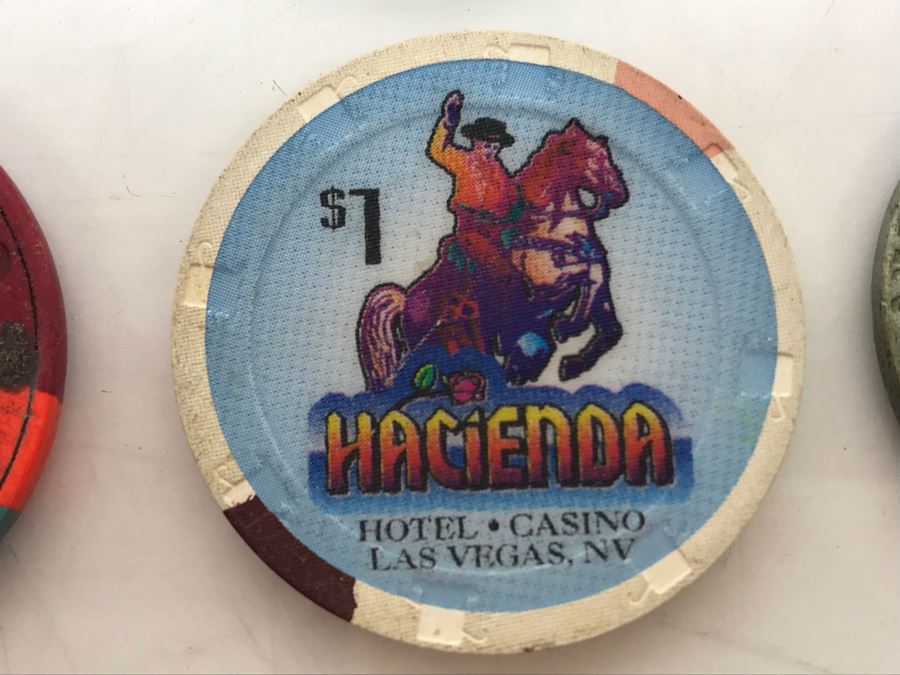 $1
HACiENDA
HOTEL • CASINO
LAS VEGAS, NV